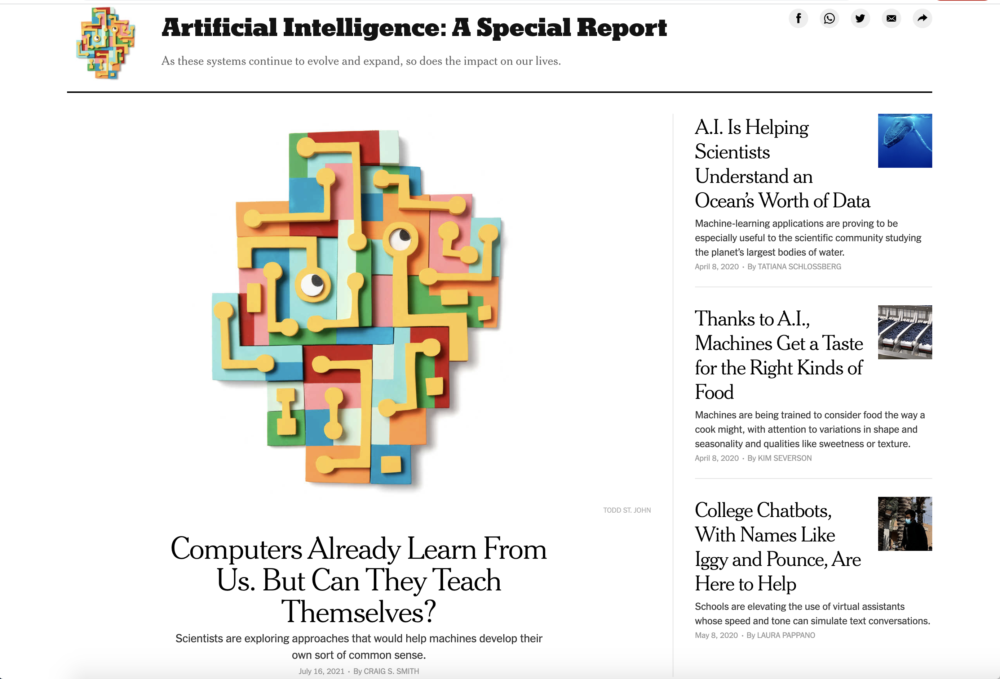 Artificial Intelligence: A Special Report
As these systems continue to evolve and expand, so does the impact on our lives.
TODD ST. JOHN
Computers Already Learn From
Us. But Can They Teach
Themselves?
Scientists are exploring approaches that would help machines develop their
own sort of common sense.
July 16, 2021 • By CRAIG S. SMITH
A.I. Is Helping
Scientists
Understand an
Ocean’s Worth of Data
Machine-learning applications are proving to be
especially useful to the scientific community studying
the planet’s largest bodies of water.
April 8, 2020 • By TATIANA SCHLOSSBERG
Thanks to A.I.,
Machines Get a Taste
for the Right Kinds of
Food
Machines are being trained to consider food the way a
cook might, with attention to variations in shape and
seasonality and qualities like sweetness or texture.
April 8, 2020 • By KIM SEVERSON
College Chatbots,
With Names Like
Iggy and Pounce, Are
Here to Help
Schools are elevating the use of virtual assistants
whose speed and tone can simulate text conversations.
May 8, 2020 • By LAURA PAPPANO